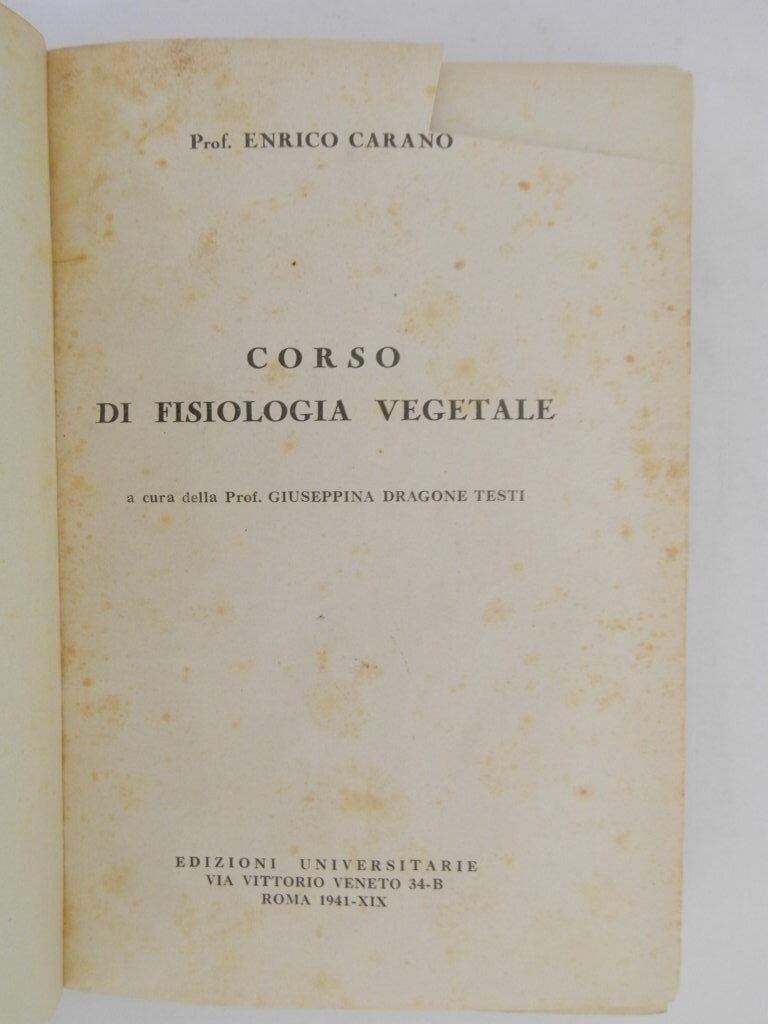 Prof. ENRICO CARANO
CORSO
DI FISIOLOGIA VEGETALE
a cura della Prof. GIUSEPPINA DRAGONE TESTI
EDIZIONI UNIVERSITARIE
VIA VITTORIO VENETO 34-B
ROMA 1941-XIX